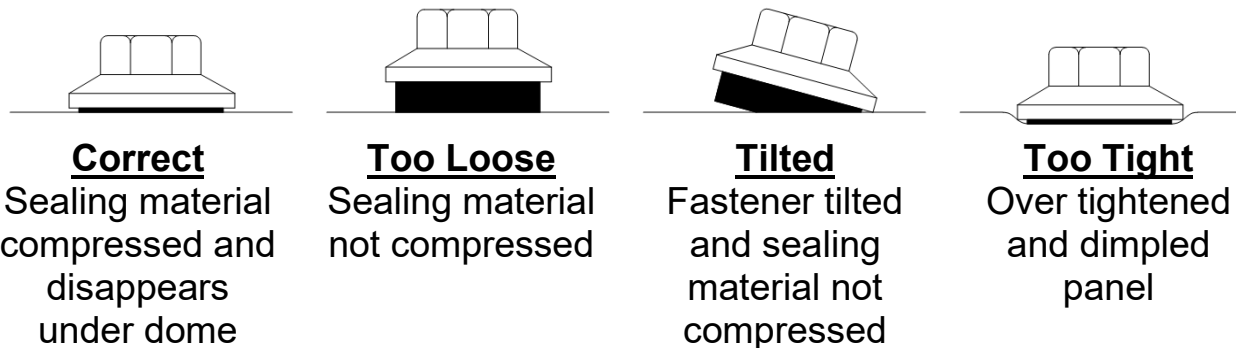 Correct
Sealing material
compressed and
disappears
under dome
Too Loose
Sealing material
not compressed
Tilted
Fastener tilted
and sealing
material not
compressed
Too Tight
Over tightened
and dimpled
panel